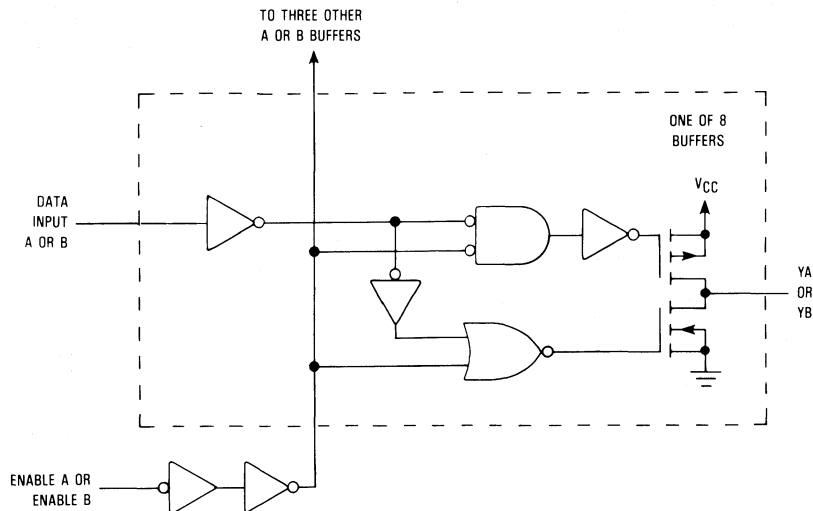 TO THREE OTHER
A OR B BUFFERS
ONE OF 8
BUFFERS
VCC
DATA
INPUT
A OR B
YA
OR
YB
ENABLE A OR
ENABLE B